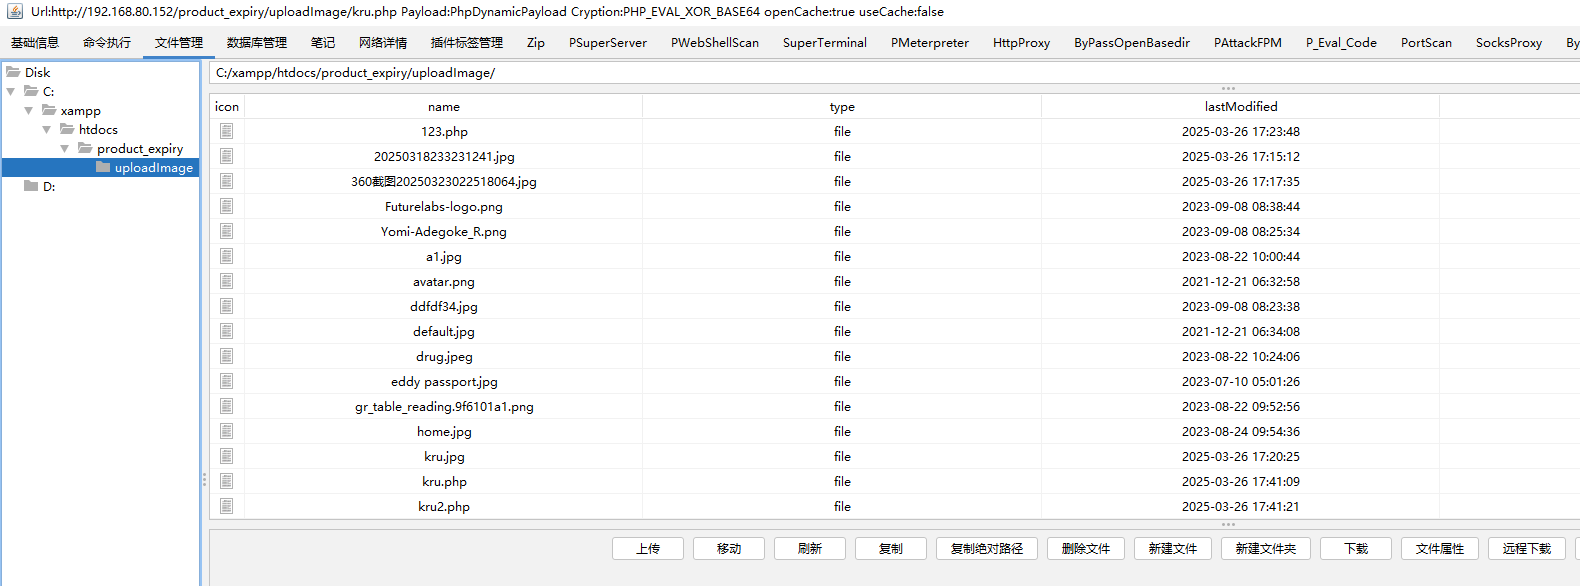 Url:http://192.168.80.152/product_expiry/uploadImage/kru.php Payload:PhpDynamicPayload Cryption:PHP_EVAL_XOR_BASE64 openCache:true useCache:false
基础信息 命令执行 文件管理 数据库管理 笔记 网络详情 插件标签管理 Zip PSuperServer PWebShellScan SuperTerminal PMeterpreter HttpProxy ByPassOpenBasedir PAttackFPM P_Eval_Code PortScan SocksProxy By
Disk
C:
xampp
htdocs
product_expiry
uploadImage
D:
C:/xampp/htdocs/product_expiry/uploadImage/
icon name type lastModified
123.php file 2025-03-26 17:23:48
20250318233231241.jpg file 2025-03-26 17:15:12
360截图20250323022518064.jpg file 2025-03-26 17:17:35
Futurelabs-logo.png file 2023-09-08 08:38:44
Yomi-Adegoke_R.png file 2023-09-08 08:25:34
a1.jpg file 2023-08-22 10:00:44
avatar.png file 2021-12-21 06:32:58
ddfdf34.jpg file 2023-09-08 08:23:38
default.jpg file 2021-12-21 06:34:08
drug.jpeg file 2023-08-22 10:24:06
eddy passport.jpg file 2023-07-10 05:01:26
gr_table_reading.9f6101a1.png file 2023-08-22 09:52:56
home.jpg file 2023-08-24 09:54:36
kru.jpg file 2025-03-26 17:20:25
kru.php file 2025-03-26 17:41:09
kru2.php file 2025-03-26 17:41:21
上传 移动 刷新 复制 复制绝对路径 删除文件 新建文件 新建文件夹 下载 文件属性 远程下载